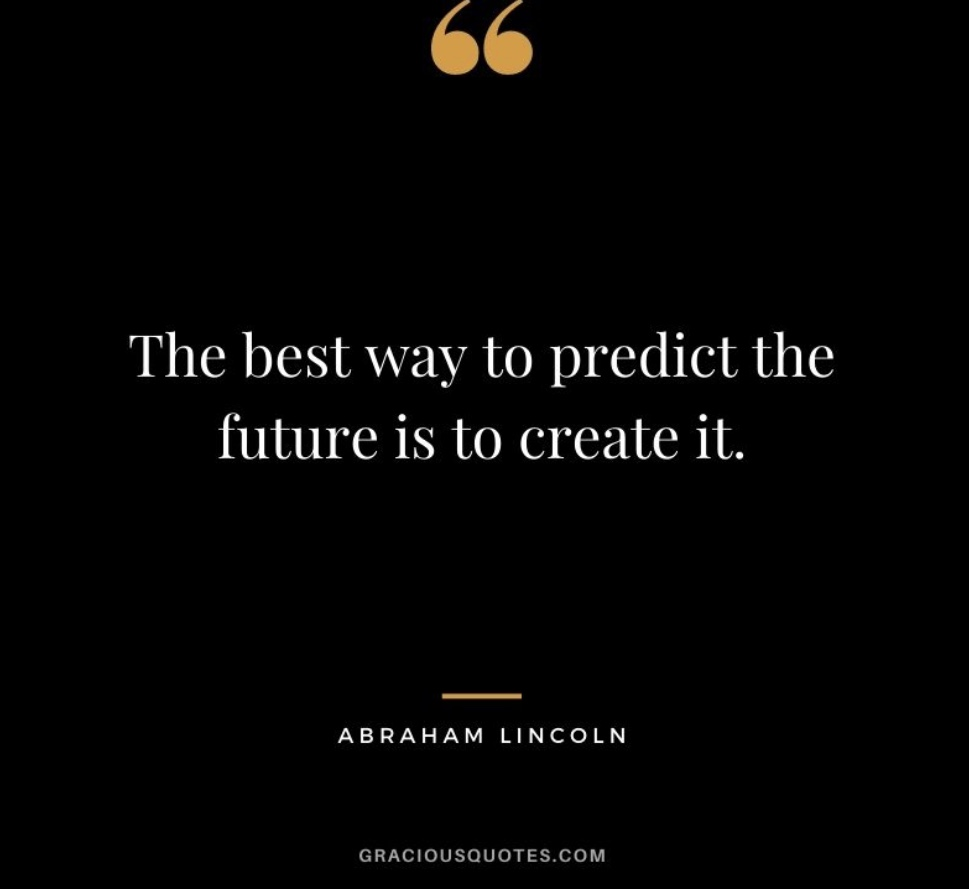 “
The best way to predict the
future is to create it.
ABRAHAM LINCOLN
GRACIOUSQUOTES.COM